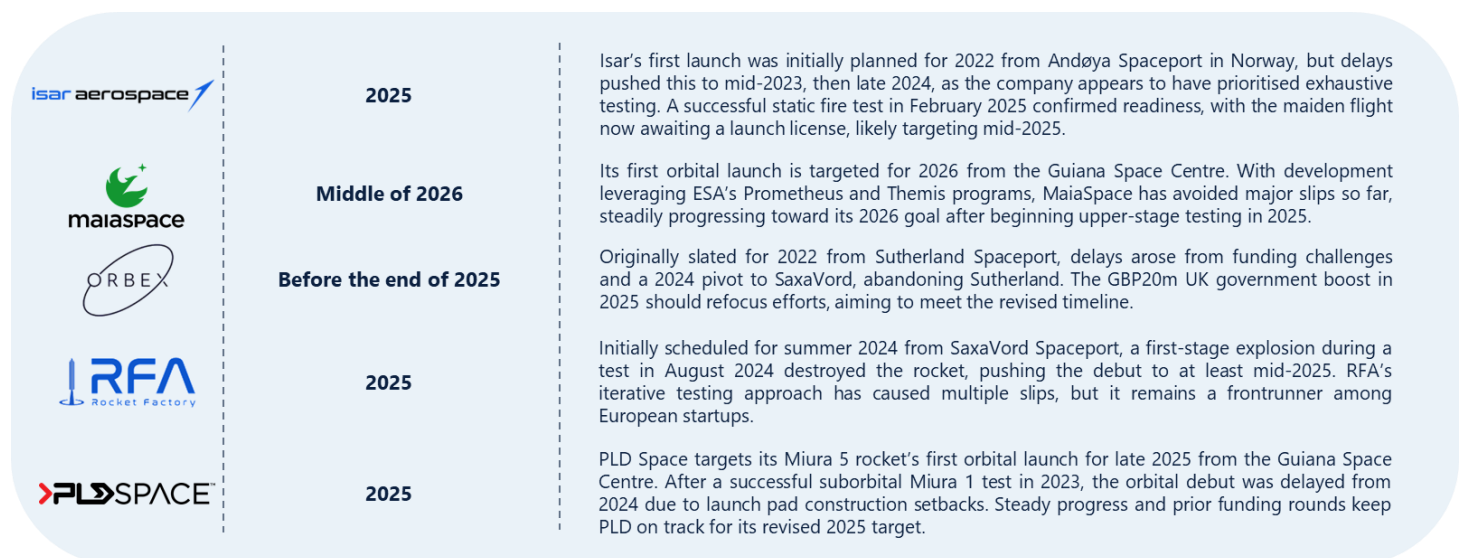 isar aerospace
2025
Isar's first launch was initially planned for 2022 from Andøya Spaceport in Norway, but delays
pushed this to mid-2023, then late 2024, as the company appears to have prioritised exhaustive
testing. A successful static fire test in February 2025 confirmed readiness, with the maiden flight
now awaiting a launch license, likely targeting mid-2025.
maiaspace
Middle of 2026
Its first orbital launch is targeted for 2026 from the Guiana Space Centre. With development
leveraging ESA's Prometheus and Themis programs, MaiaSpace has avoided major slips so far,
steadily progressing toward its 2026 goal after beginning upper-stage testing in 2025.
ORBEX
Before the end of 2025
Originally slated for 2022 from Sutherland Spaceport, delays arose from funding challenges
and a 2024 pivot to SaxaVord, abandoning Sutherland. The GBP20m UK government boost in
2025 should refocus efforts, aiming to meet the revised timeline.
RFA
Rocket Factory
2025
Initially scheduled for summer 2024 from SaxaVord Spaceport, a first-stage explosion during a
test in August 2024 destroyed the rocket, pushing the debut to at least mid-2025. RFA's
iterative testing approach has caused multiple slips, but it remains a frontrunner among
European startups.
PLD SPACE™
2025
PLD Space targets its Miura 5 rocket's first orbital launch for late 2025 from the Guiana Space
Centre. After a successful suborbital Miura 1 test in 2023, the orbital debut was delayed from
2024 due to launch pad construction setbacks. Steady progress and prior funding rounds keep
PLD on track for its revised 2025 target.